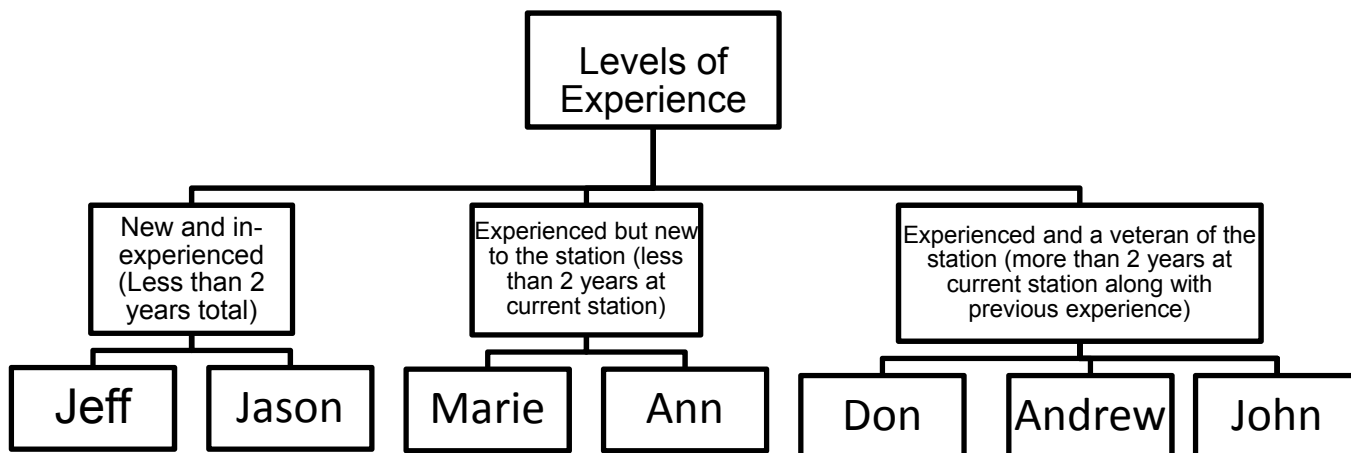 Levels of
Experience
New and in-
experienced
(Less than 2
years total)
Experienced but new
to the station (less
than 2 years at
current station)
Experienced and a veteran of the
station (more than 2 years at
current station along with
previous experience)
Jeff
Jason
Marie
Ann
Don
Andrew
John